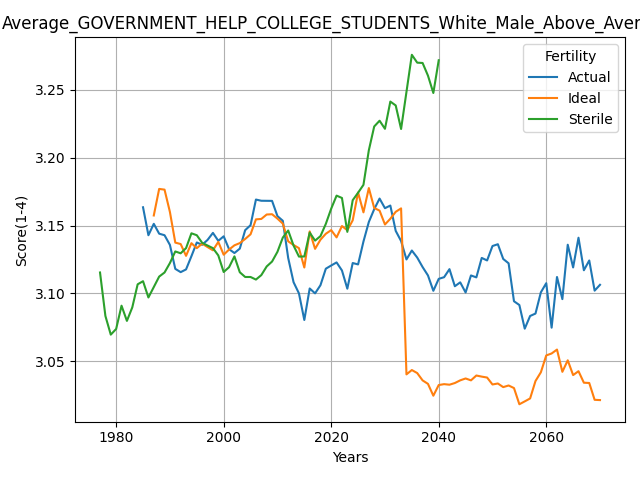 Average_GOVERNMENT_HELP_COLLEGE_STUDENTS_White_Male_Above_Aver
Fertility
Actual
Ideal
Sterile
Score(1-4)
3.25
3.20
3.15
3.10
3.05
1980 2000 2020 2040 2060
Years